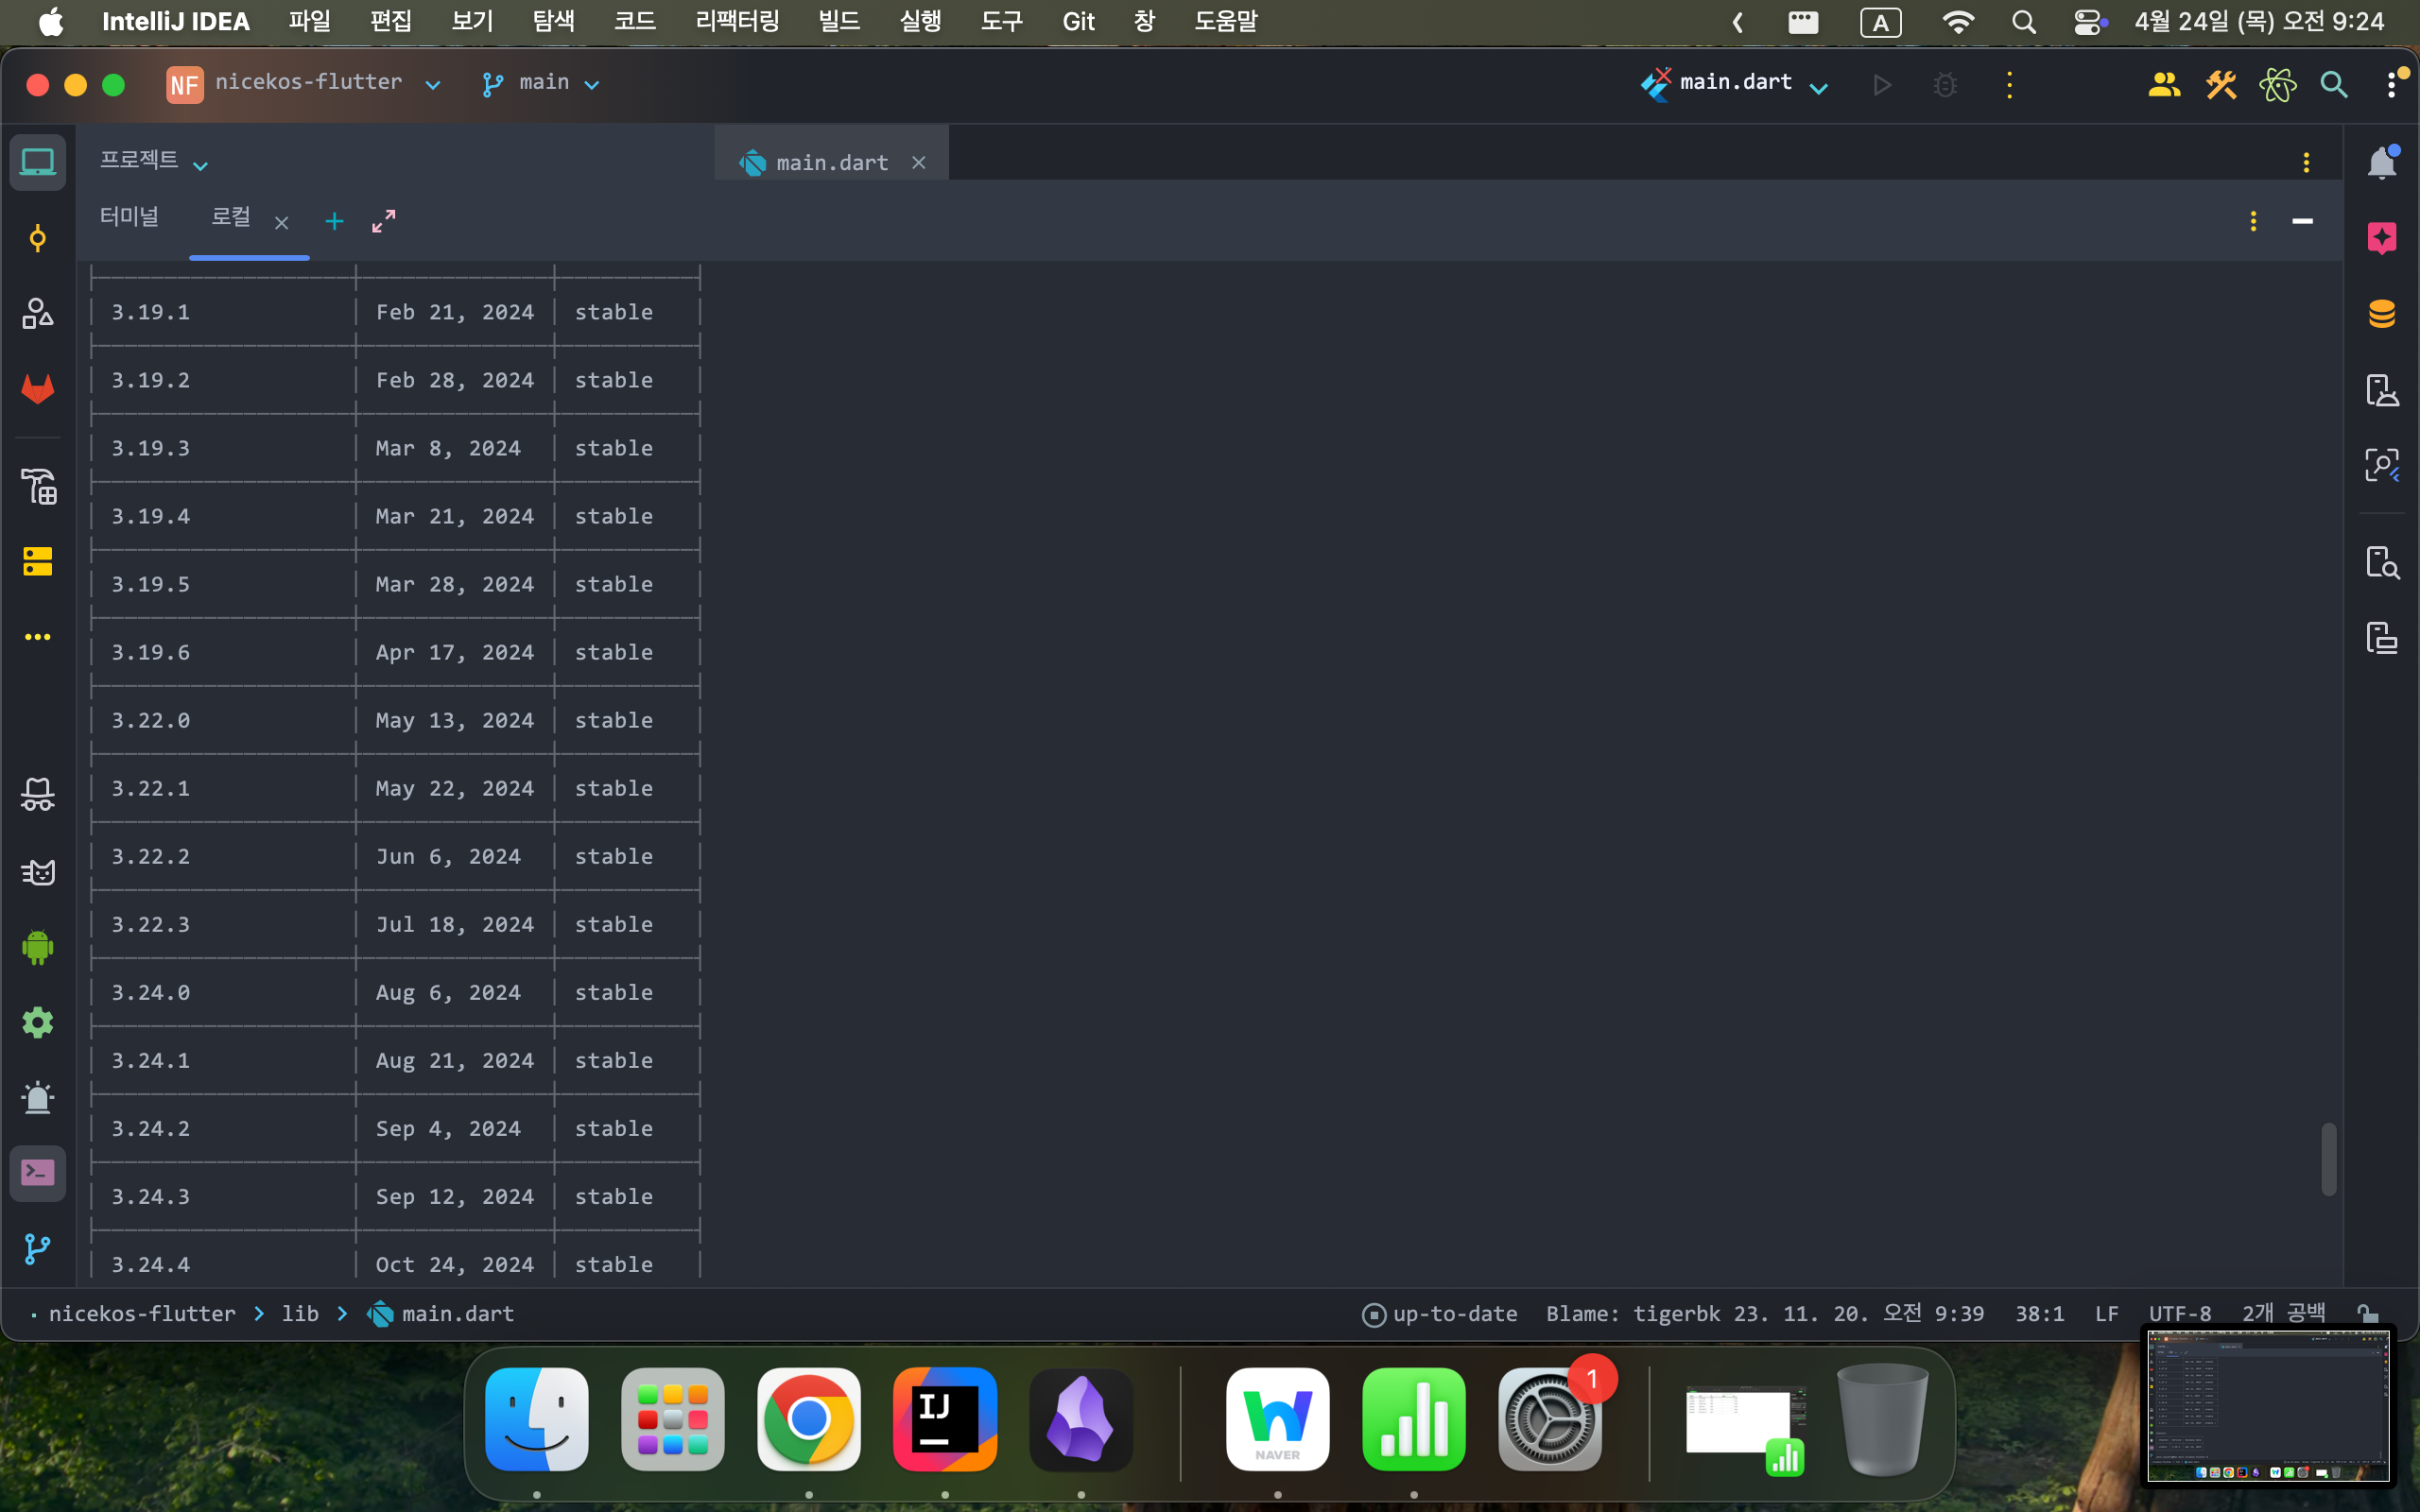 IntelliJ IDEA 파일 편집 보기 탐색 코드 리팩터링 빌드 실행 도구 Git 창 도움말 A 4월 24일 (목) 오전 9:24
NF nicekos-flutter main main.dart
프로젝트 main.dart
터미널 로컬
3.19.1 Feb 21, 2024 stable
3.19.2 Feb 28, 2024 stable
3.19.3 Mar 8, 2024 stable
3.19.4 Mar 21, 2024 stable
3.19.5 Mar 28, 2024 stable
3.19.6 Apr 17, 2024 stable
3.22.0 May 13, 2024 stable
3.22.1 May 22, 2024 stable
3.22.2 Jun 6, 2024 stable
3.22.3 Jul 18, 2024 stable
3.24.0 Aug 6, 2024 stable
3.24.1 Aug 21, 2024 stable
3.24.2 Sep 4, 2024 stable
3.24.3 Sep 12, 2024 stable
3.24.4 Oct 24, 2024 stable
nicekos-flutter lib main.dart up-to-date Blame: tigerbk 23. 11. 20. 오전 9:39 38:1 LF UTF-8 2개 공백
IJ
NAVER
1